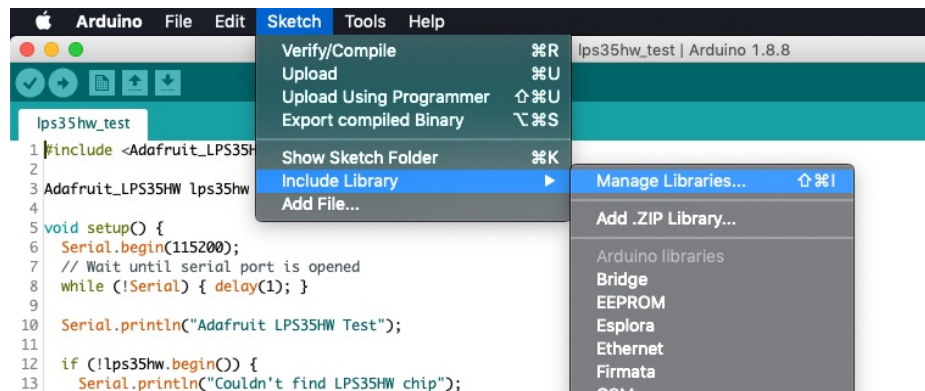 Arduino File Edit Sketch Tools Help
lps35hw_test | Arduino 1.8.8
Verify/Compile ⌘R
Upload ⌘U
Upload Using Programmer ⇧⌘U
Export compiled Binary ⌥⌘S
Show Sketch Folder ⌘K
Include Library ▶
Add File...
Manage Libraries... ⇧⌘I
Add .ZIP Library...
Arduino libraries
Bridge
EEPROM
Esplora
Ethernet
Firmata
lps35hw_test
1 #include <Adafruit_LPS35H
2
3 Adafruit_LPS35HW lps35hw
4
5 void setup() {
6 Serial.begin(115200);
7 // Wait until serial port is opened
8 while (!Serial) { delay(1); }
9
10 Serial.println("Adafruit LPS35HW Test");
11
12 if (!lps35hw.begin()) {
13 Serial.println("Couldn't find LPS35HW chip");